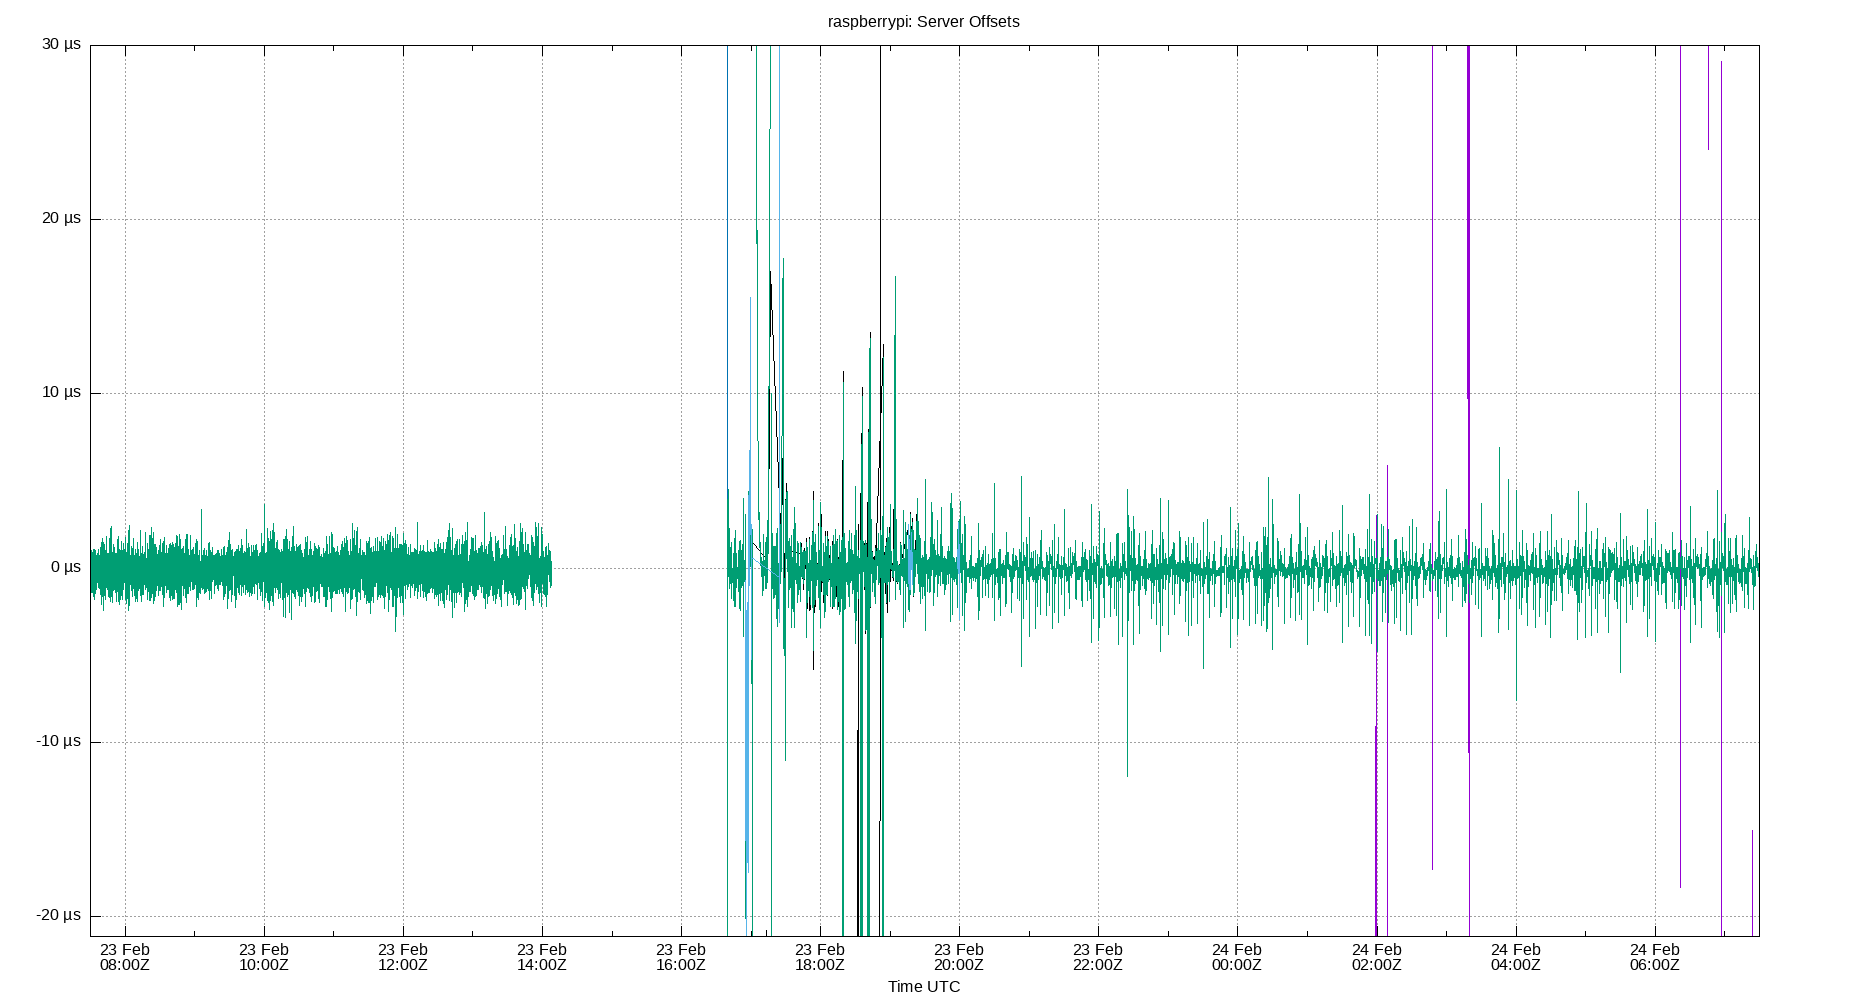 raspberrypi: Server Offsets
30 µs
20 µs
10 µs
0 µs
-10 µs
-20 µs
23 Feb 23 Feb 23 Feb 23 Feb 23 Feb 23 Feb 23 Feb 23 Feb 24 Feb 24 Feb 24 Feb 24 Feb
08:00Z 10:00Z 12:00Z 14:00Z 16:00Z 18:00Z 20:00Z 22:00Z 00:00Z 02:00Z 04:00Z 06:00Z
Time UTC